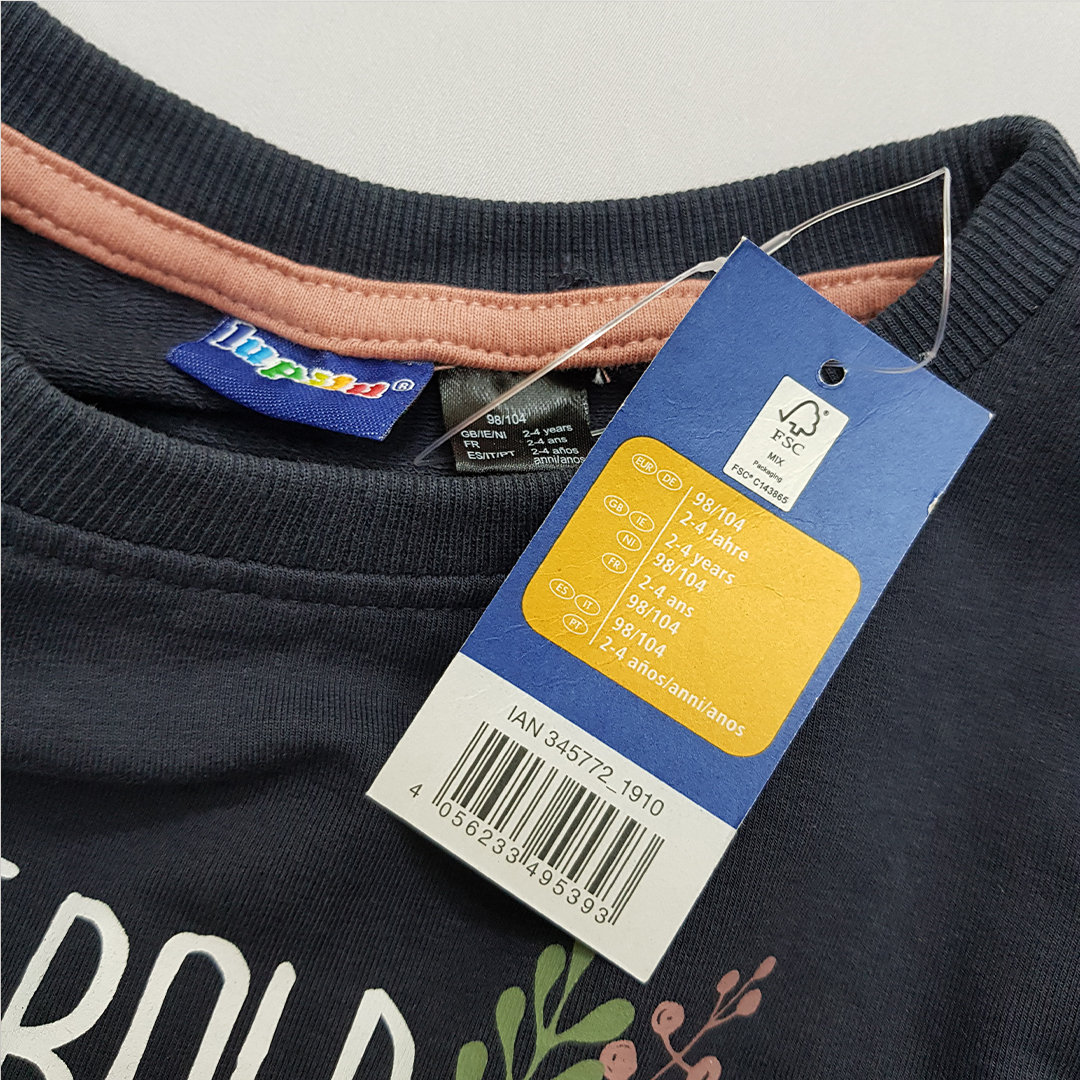 lupilu®
98/104
GB/IE/NI 2-4 years
FR 2-4 ans
ES/IT/PT 2-4 años
anni/anos
FSC®
MIX
Packaging
FSC® C143865
EUR DE 98/104
2-4 Jahre
GB IE
NI 2-4 years
98/104
FR 2-4 ans
98/104
ES IT 98/104
PT 2-4 años/anni/anos
IAN 345772_1910
4 056233 495393
BOLD